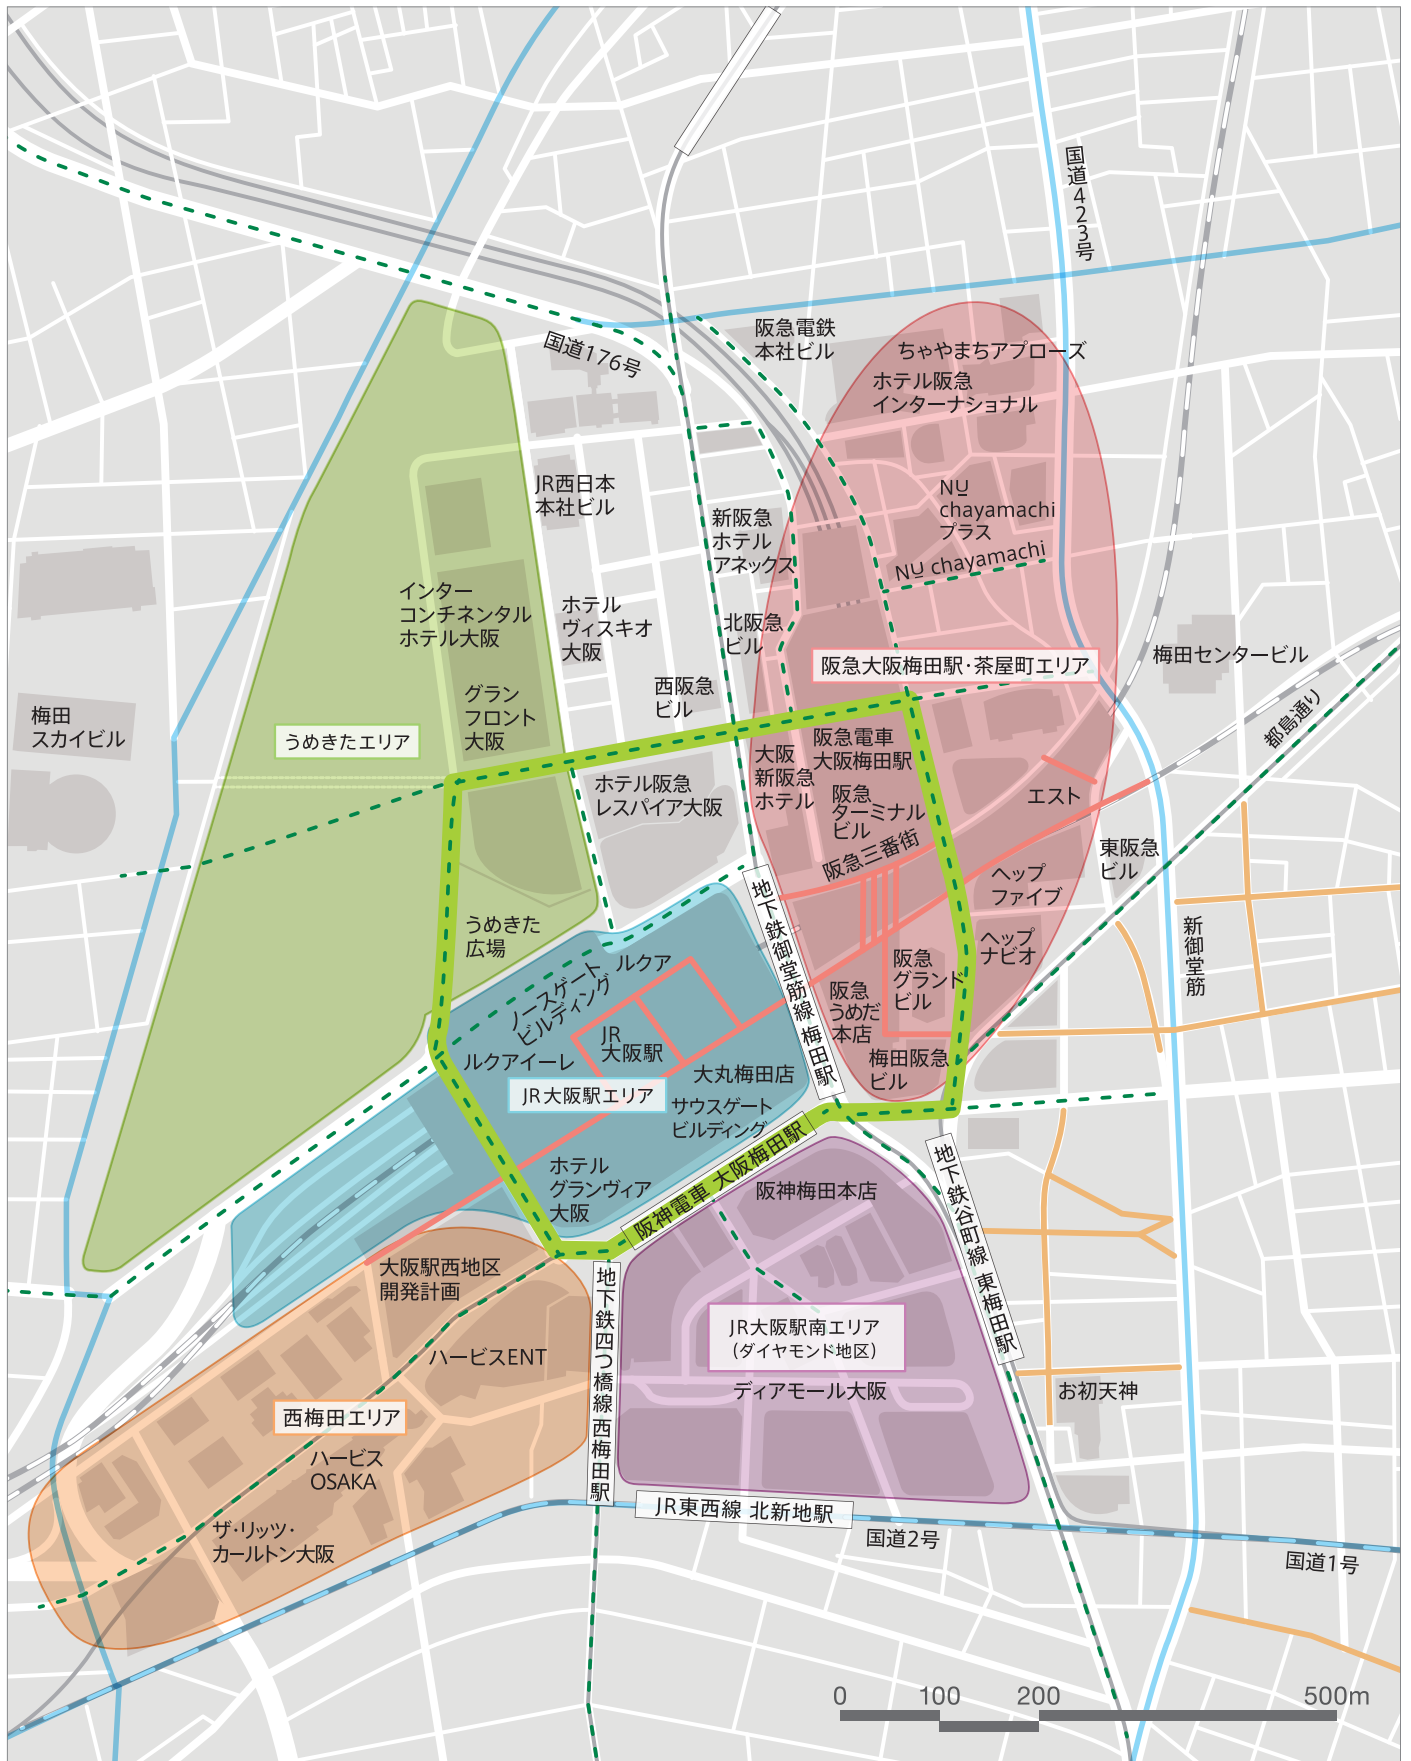 国道423号
阪急電鉄
本社ビル
国道176号
ちゃやまちアプローズ
ホテル阪急
インターナショナル
JR西日本
本社ビル
新阪急
ホテル
アネックス
NU
chayamachi
プラス
NU chayamachi
インター
コンチネンタル
ホテル大阪
ホテル
ヴィスキオ
大阪
北阪急
ビル
阪急大阪梅田駅・茶屋町エリア
梅田センタービル
都島通り
梅田
スカイビル
うめきたエリア
グラン
フロント
大阪
西阪急
ビル
大阪
新阪急
ホテル
阪急電車
大阪梅田駅
ホテル阪急
レスパイア大阪
阪急
ターミナル
ビル
エスト
阪急三番街
東阪急
ビル
ヘップ
ファイブ
うめきた
広場
地下鉄御堂筋線 梅田駅
ヘップ
ナビオ
新御堂筋
ルクア
ノースゲート
ビルディング
阪急
グランド
ビル
阪急
うめだ
本店
JR
大阪駅
ルクアイーレ
大丸梅田店
梅田阪急
ビル
JR大阪駅エリア
サウスゲート
ビルディング
ホテル
グランヴィア
大阪
阪神電車 大阪梅田駅
阪神梅田本店
地下鉄谷町線 東梅田駅
大阪駅西地区
開発計画
地下鉄四つ橋線 西梅田駅
JR大阪駅南エリア
(ダイヤモンド地区)
ハービスENT
ディアモール大阪
お初天神
西梅田エリア
ハービス
OSAKA
JR東西線 北新地駅
国道2号
ザ・リッツ・
カールトン大阪
国道1号
0 100 200 500m